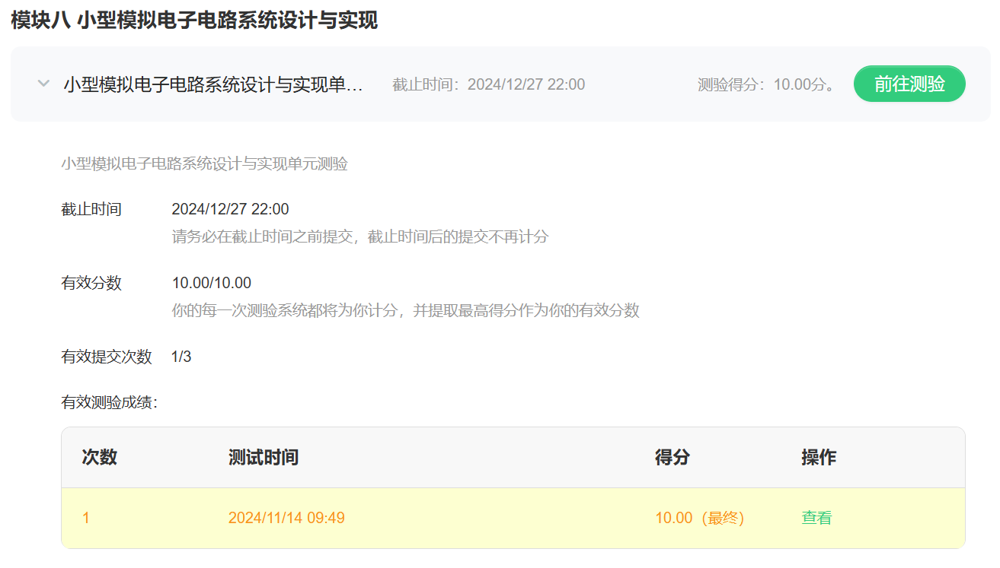 模块八 小型模拟电子电路系统设计与实现
小型模拟电子电路系统设计与实现单... 截止时间：2024/12/27 22:00 测验得分：10.00分。 前往测验
小型模拟电子电路系统设计与实现单元测验
截止时间 2024/12/27 22:00
请务必在截止时间之前提交，截止时间后的提交不再计分
有效分数 10.00/10.00
你的每一次测验系统都将为你计分，并提取最高得分作为你的有效分数
有效提交次数 1/3
有效测验成绩：
次数 测试时间 得分 操作
1 2024/11/14 09:49 10.00（最终） 查看